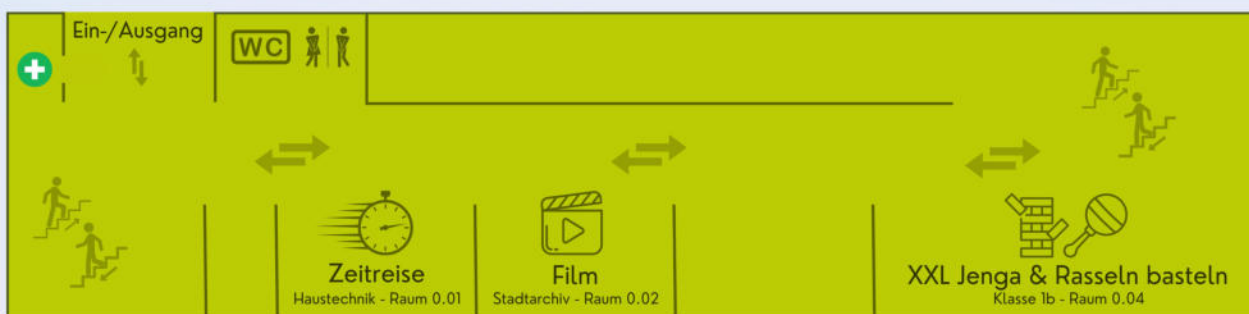 Ein-/Ausgang
WC
Zeitreise
Haustechnik - Raum 0.01
Film
Stadtarchiv - Raum 0.02
XXL Jenga & Rasseln basteln
Klasse 1b - Raum 0.04